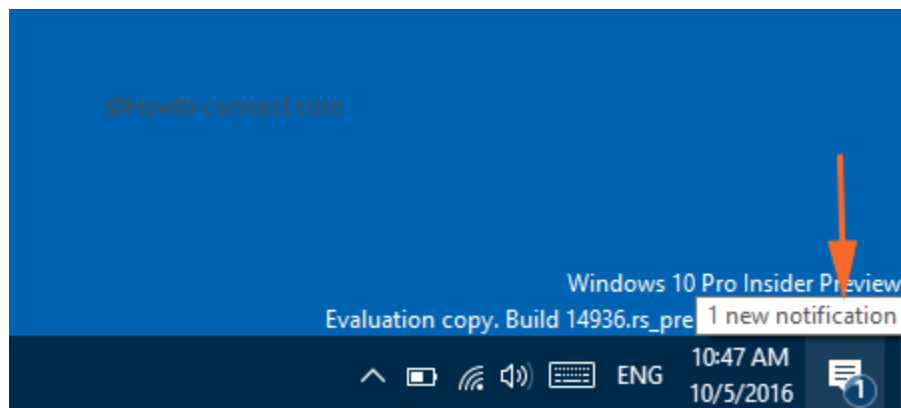 ©Howto-connect.com
Windows 10 Pro Insider Preview
Evaluation copy. Build 14936.rs_pre
1 new notification
ENG
10:47 AM
10/5/2016
1